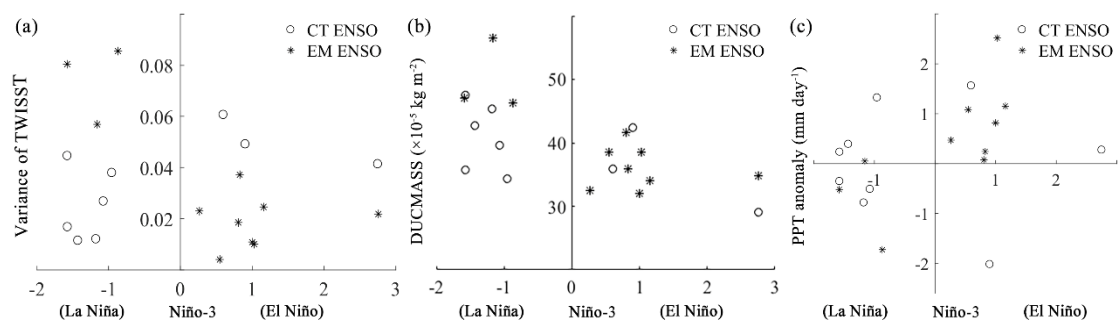 (a)
○ CT ENSO
* EM ENSO
Variance of TWISST
0.08
0.06
0.04
0.02
-2 -1 0 1 2 3
(La Niña) Niño-3 (El Niño)
(b)
○ CT ENSO
* EM ENSO
DUCMASS (×10⁻⁵ kg m⁻²)
50
40
30
-2 -1 0 1 2 3
(La Niña) Niño-3 (El Niño)
(c)
○ CT ENSO
* EM ENSO
PPT anomaly (mm day⁻¹)
2
1
-1 1 2
-1
-2
(La Niña) Niño-3 (El Niño)